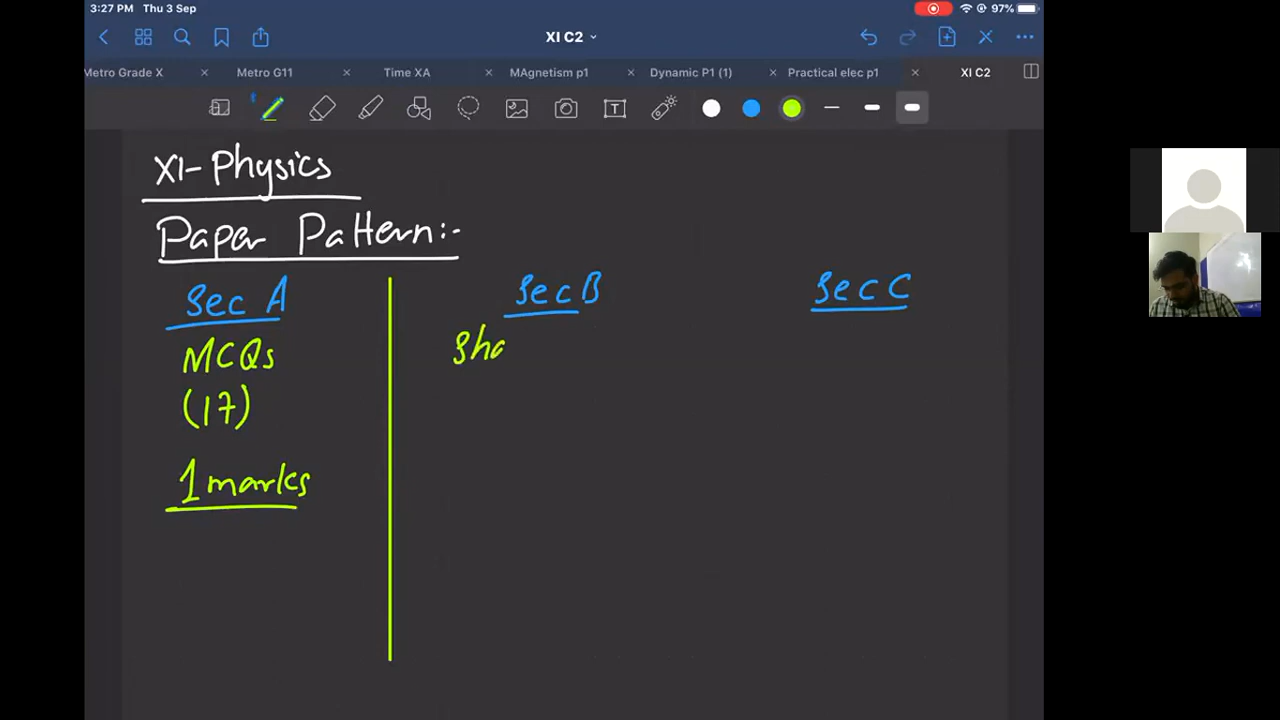 3:27 PM Thu 3 Sep
97%
XI C2
Metro Grade X
Metro G11
Time XA
MAgnetism p1
Dynamic P1 (1)
Practical elec p1
XI C2
T
XI-Physics
Paper Pattern:-
Sec A
Sec B
Sec C
MCQs
(17)
1 marks
Sho